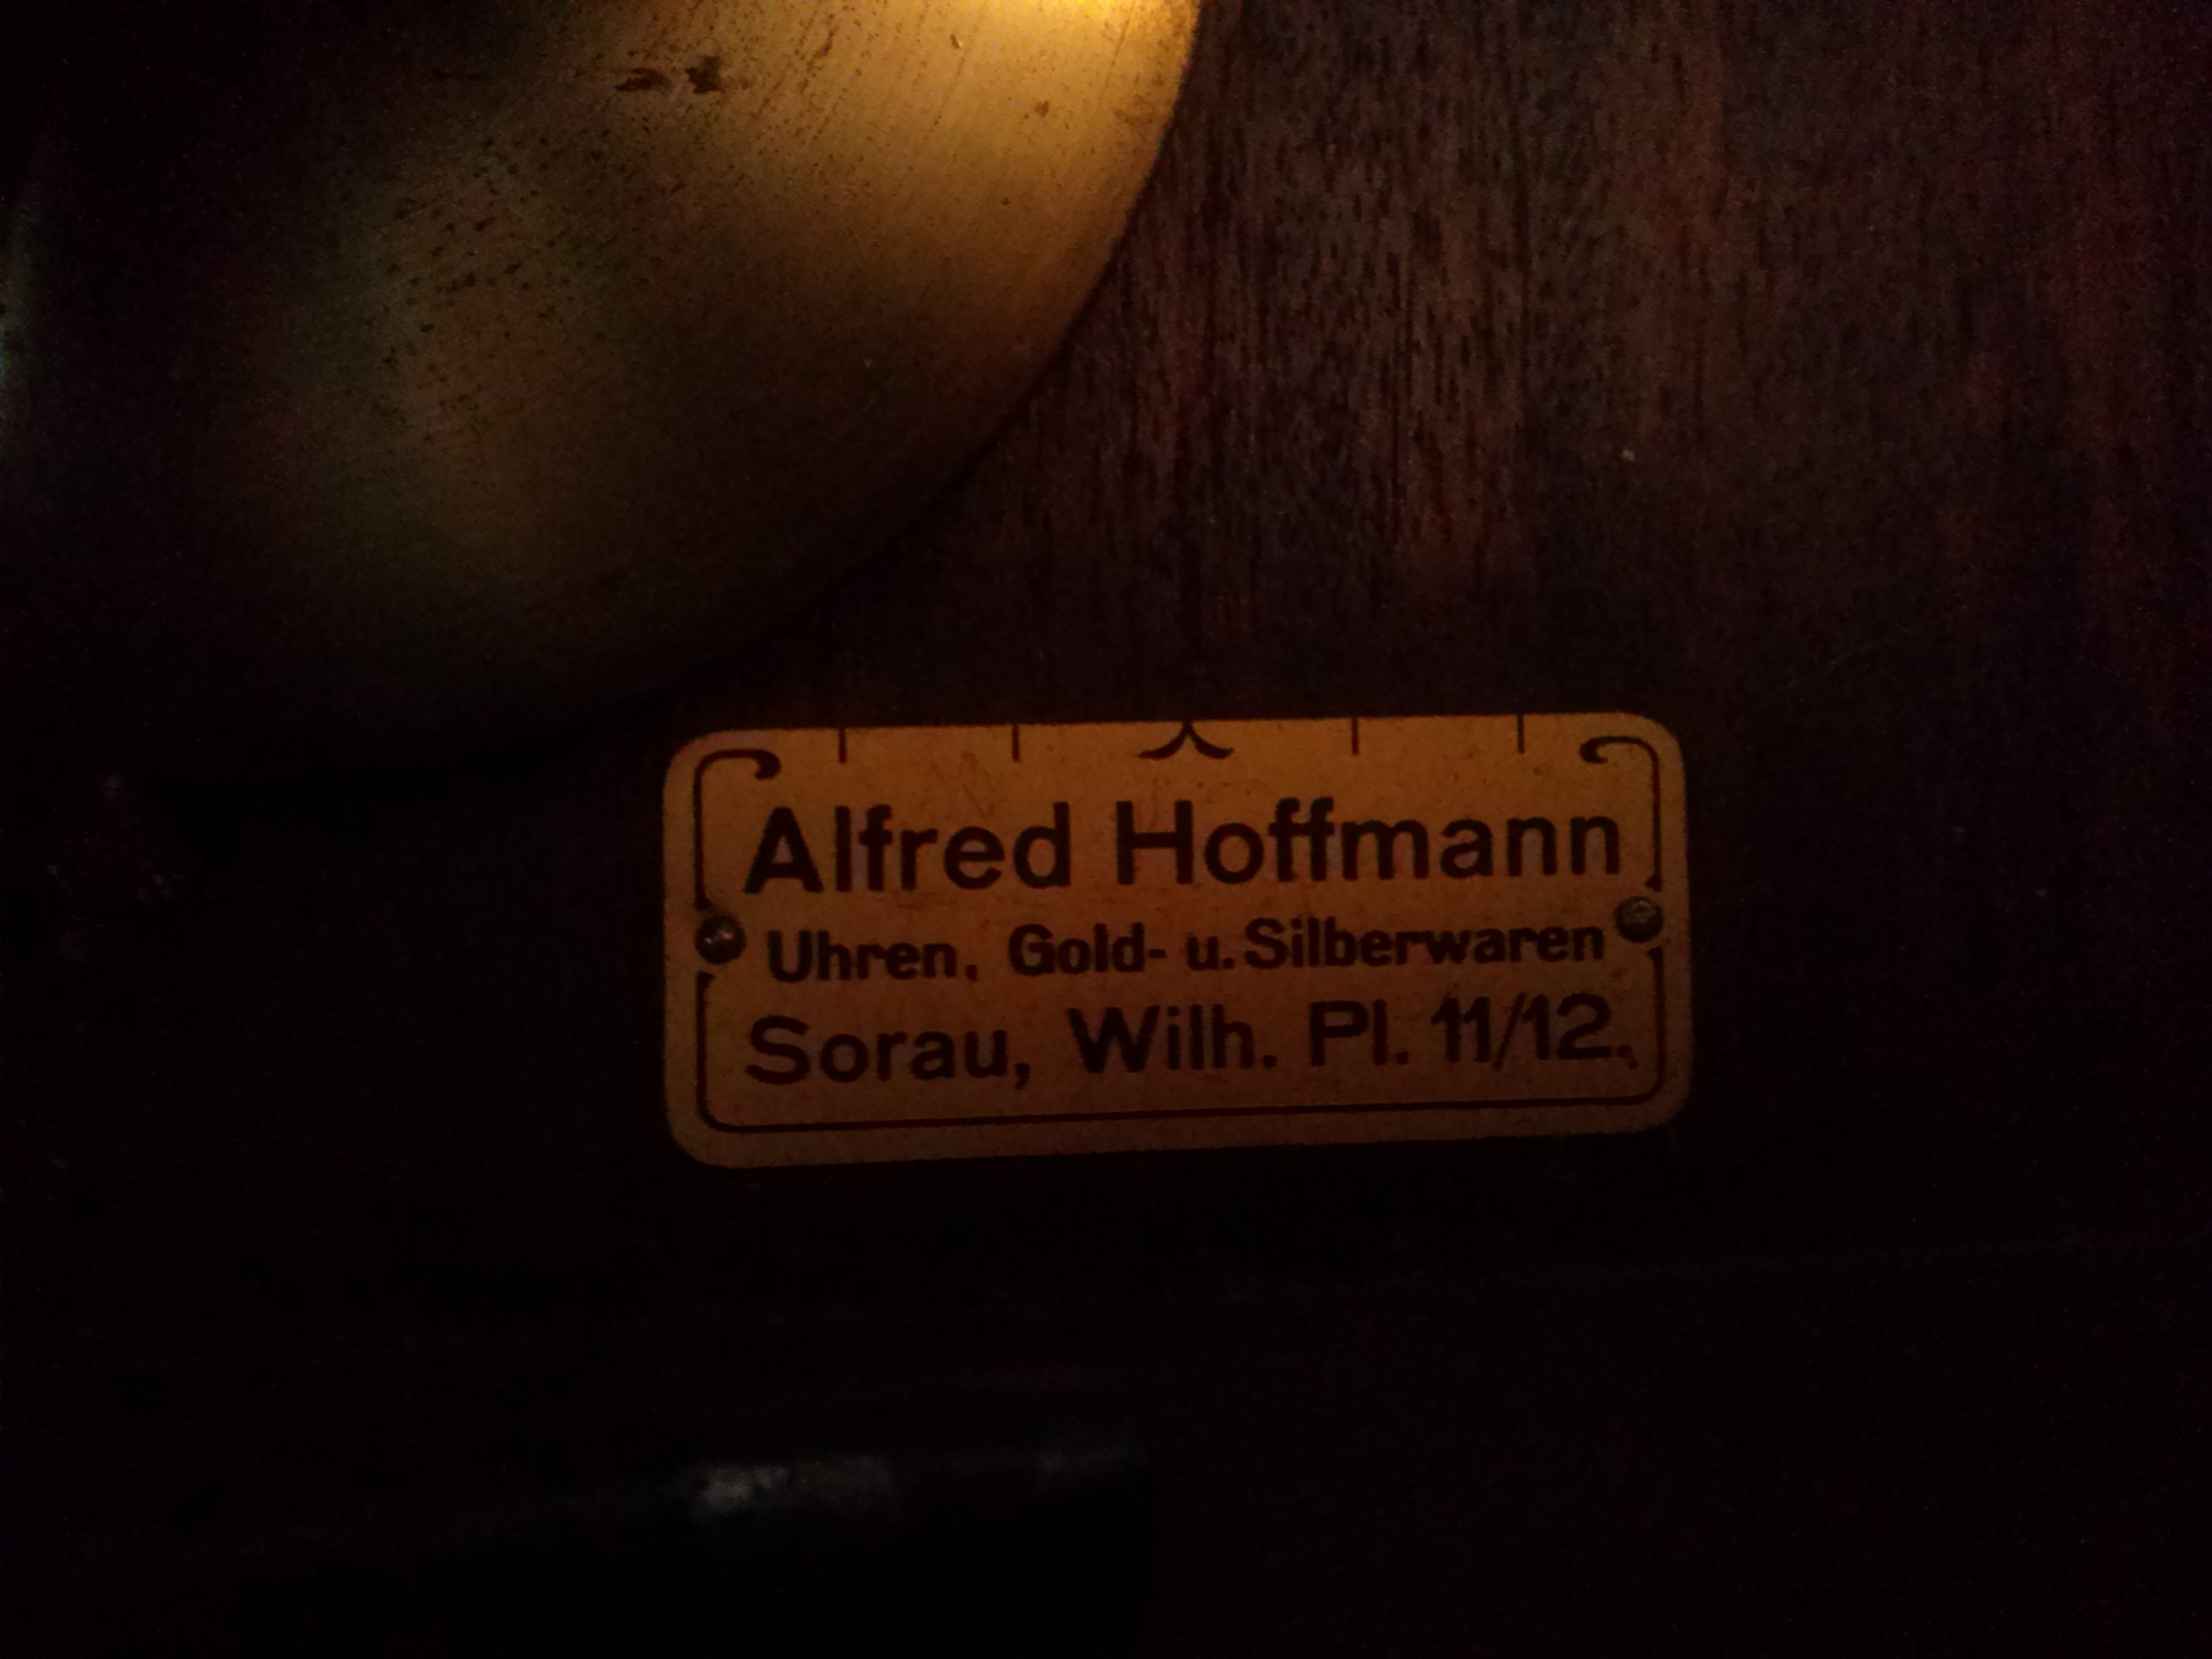 Alfred Hoffmann
Uhren, Gold- u. Silberwaren
Sorau, Wilh. Pl. 11/12.